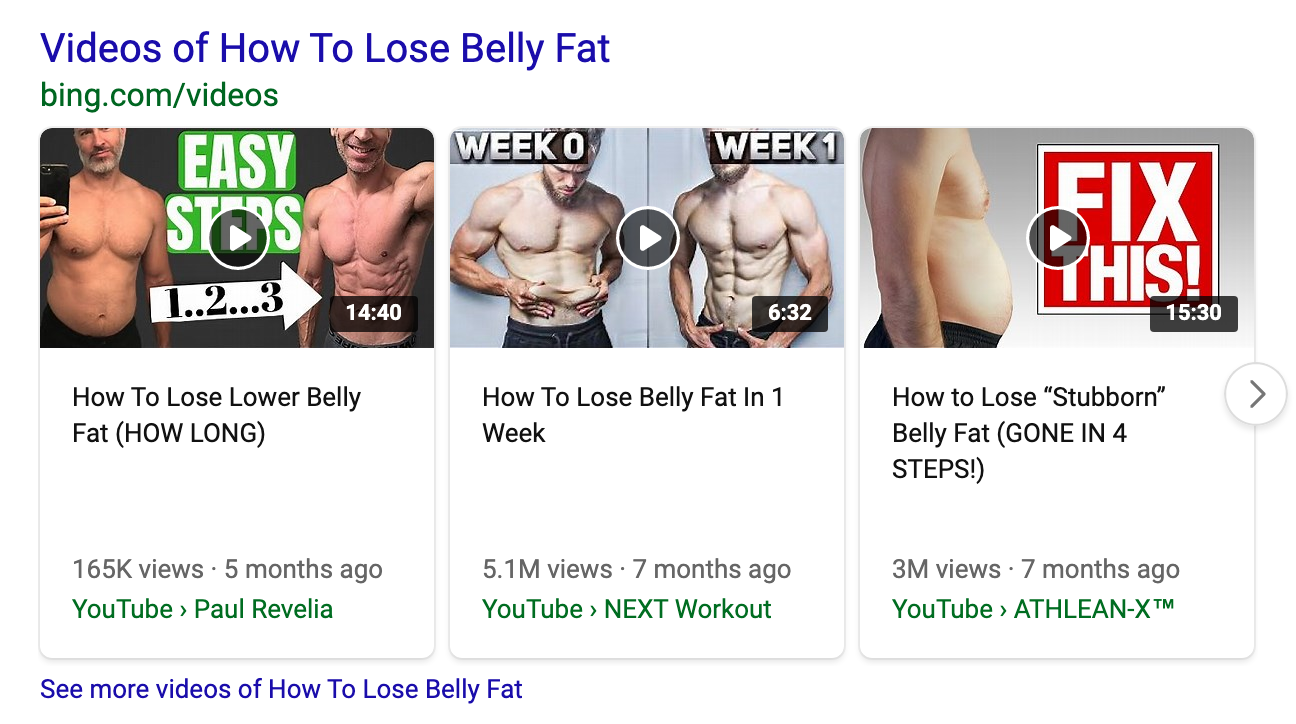 Videos of How To Lose Belly Fat
bing.com/videos
EASY
STEPS
1..2...3
14:40
WEEK 0
WEEK 1
6:32
FIX
THIS!
15:30
How To Lose Lower Belly
Fat (HOW LONG)
165K views · 5 months ago
YouTube › Paul Revelia
How To Lose Belly Fat In 1
Week
5.1M views · 7 months ago
YouTube › NEXT Workout
How to Lose “Stubborn”
Belly Fat (GONE IN 4
STEPS!)
3M views · 7 months ago
YouTube › ATHLEAN-X™
See more videos of How To Lose Belly Fat